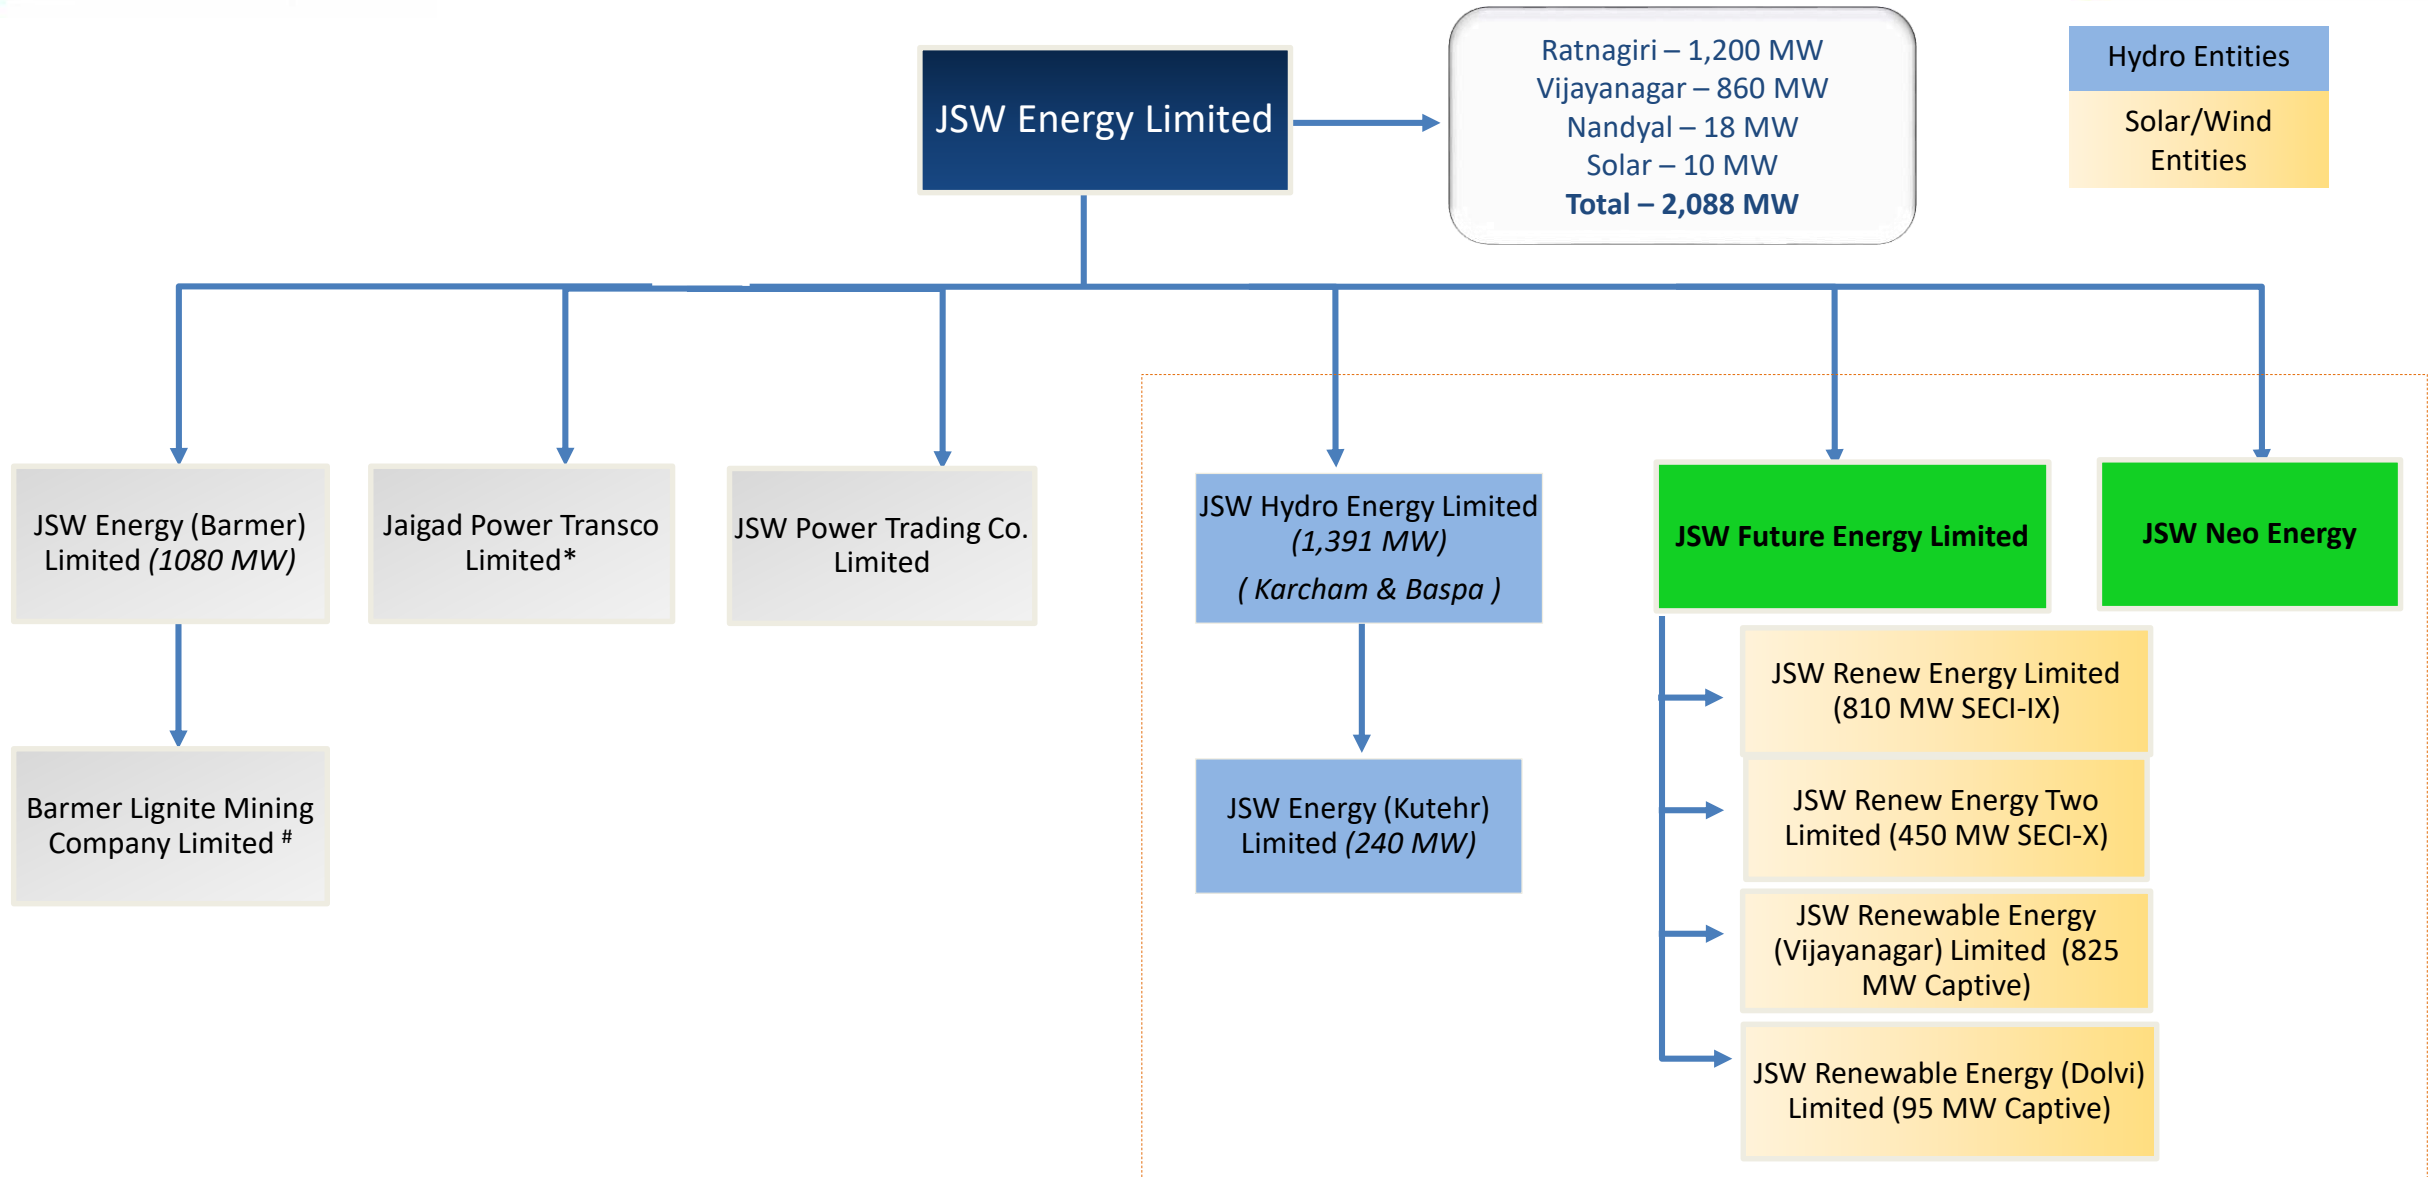 JSW Energy Limited
Ratnagiri – 1,200 MW
Vijayanagar – 860 MW
Nandyal – 18 MW
Solar – 10 MW
Total – 2,088 MW
Hydro Entities
Solar/Wind
Entities
JSW Energy (Barmer)
Limited (1080 MW)
Jaigad Power Transco
Limited*
JSW Power Trading Co.
Limited
JSW Hydro Energy Limited
(1,391 MW)
( Karcham & Baspa )
JSW Future Energy Limited
JSW Neo Energy
Barmer Lignite Mining
Company Limited #
JSW Energy (Kutehr)
Limited (240 MW)
JSW Renew Energy Limited
(810 MW SECI-IX)
JSW Renew Energy Two
Limited (450 MW SECI-X)
JSW Renewable Energy
(Vijayanagar) Limited (825
MW Captive)
JSW Renewable Energy (Dolvi)
Limited (95 MW Captive)